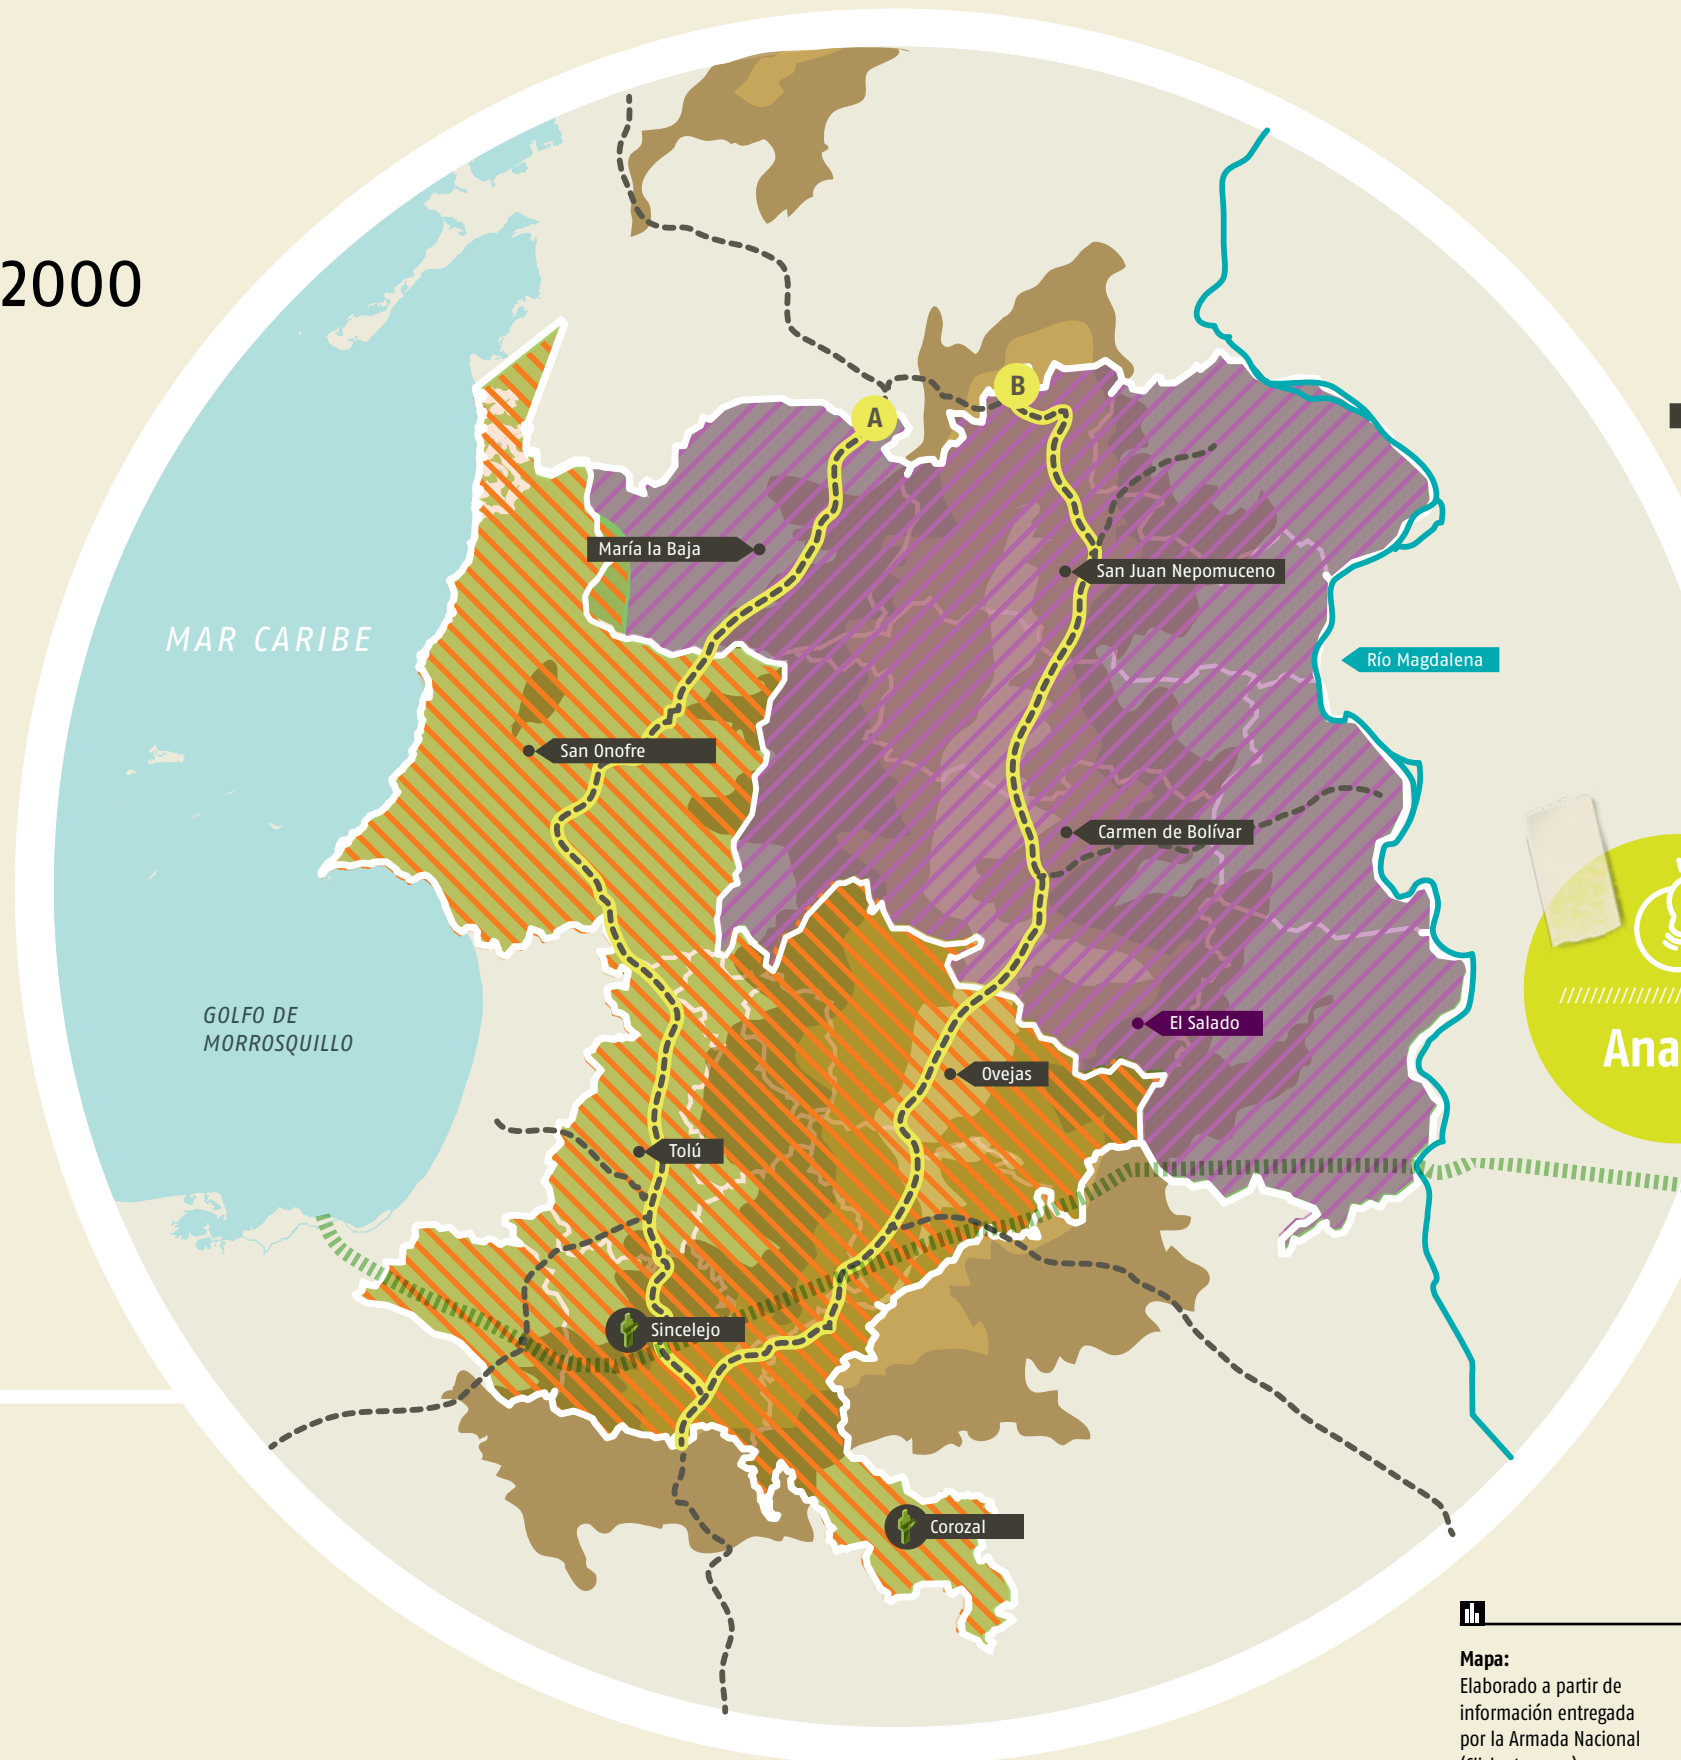 2000
A
B
María la Baja
San Juan Nepomuceno
MAR CARIBE
Río Magdalena
San Onofre
Carmen de Bolívar
GOLFO DE
MORROSQUILLO
El Salado
Ana
Ovejas
Tolú
Sincelejo
Corozal
Mapa:
Elaborado a partir de
información entregada
por la Armada Nacional